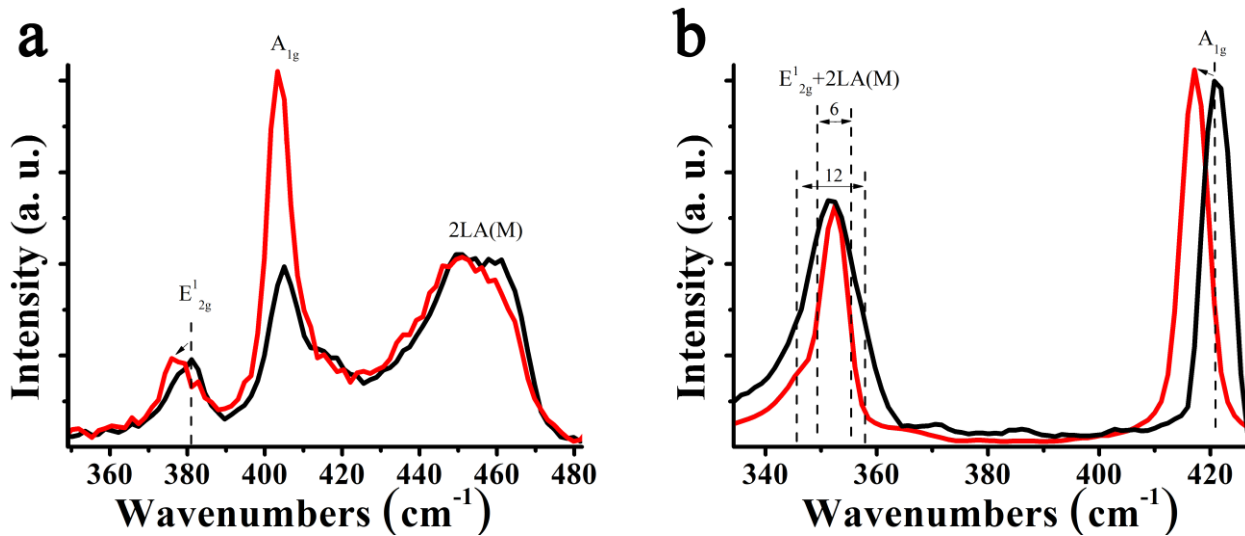 a
A1g
E12g
2LA(M)
Intensity (a. u.)
360 380 400 420 440 460 480
Wavenumbers (cm-1)
b
A1g
E12g+2LA(M)
6
12
Intensity (a. u.)
340 360 380 400 420
Wavenumbers (cm-1)